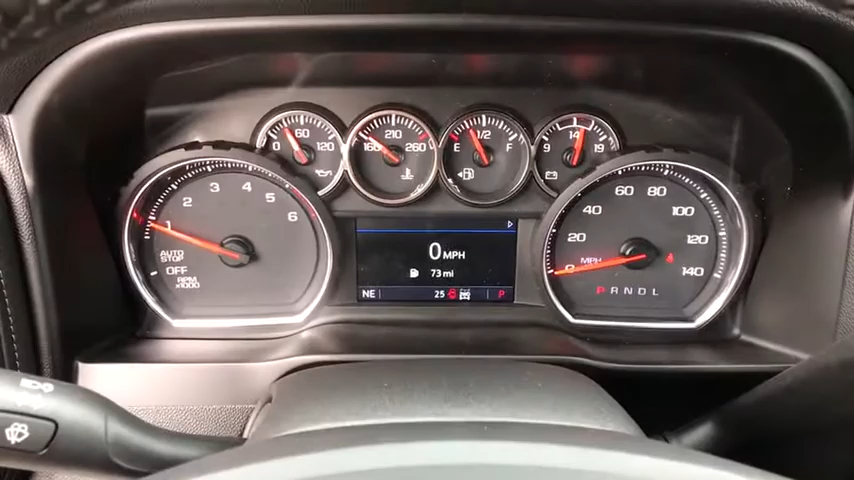 0 60 120
160 210 260
E 1/2 F
9 14 19
1 2 3 4 5 6
AUTO STOP
OFF
RPM
x1000
0 MPH
73 mi
NE 25 P
0 20 40 60 80 100 120 140
MPH
P R N D L